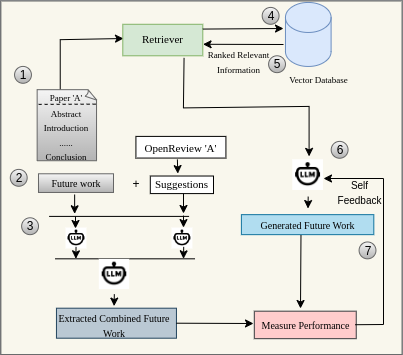 4
Retriever
Ranked Relevant
Information
5
Vector Database
1
Paper 'A'
Abstract
Introduction
......
Conclusion
OpenReview 'A'
6
LLM
2
Future work
+
Suggestions
Self
Feedback
3
LLM
LLM
Generated Future Work
7
LLM
Extracted Combined Future
Work
Measure Performance